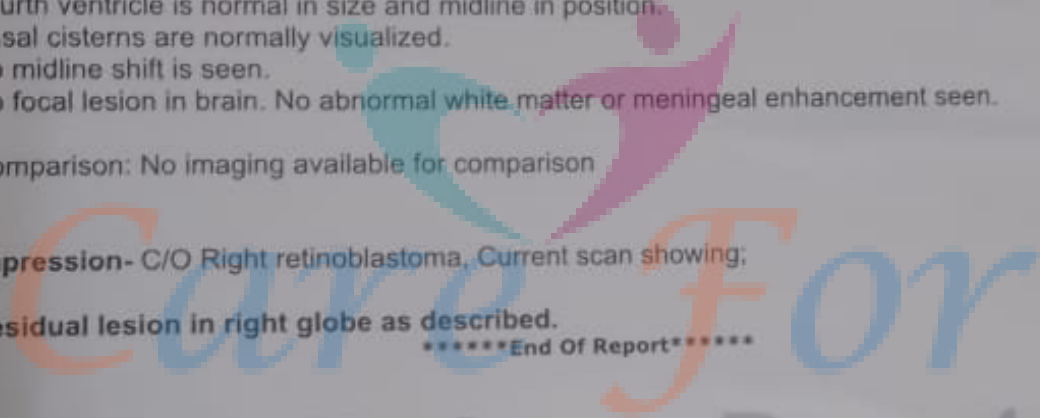 urth ventricle is normal in size and midline in position.
sal cisterns are normally visualized.
o midline shift is seen.
o focal lesion in brain. No abnormal white matter or meningeal enhancement seen.
omparison: No imaging available for comparison
pression- C/O Right retinoblastoma, Current scan showing;
esidual lesion in right globe as described.
******End Of Report******
Care For